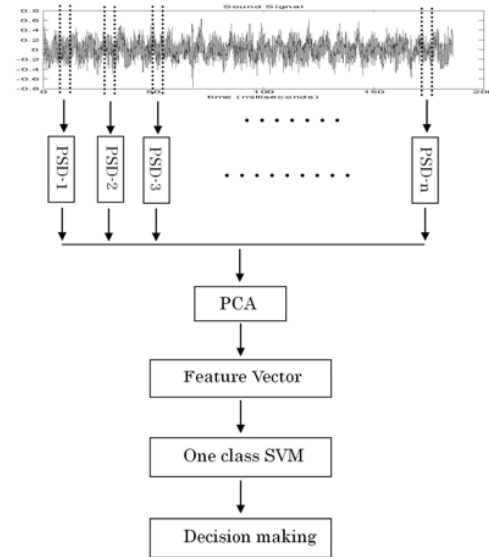 Sound Signal
0.8
0.6
0.4
0.2
0
-0.2
-0.4
-0.6
-0.8
0 50 100 150 200
time (milliseconds)
PSD-1
PSD-2
PSD-3
PSD-n
PCA
Feature Vector
One class SVM
Decision making